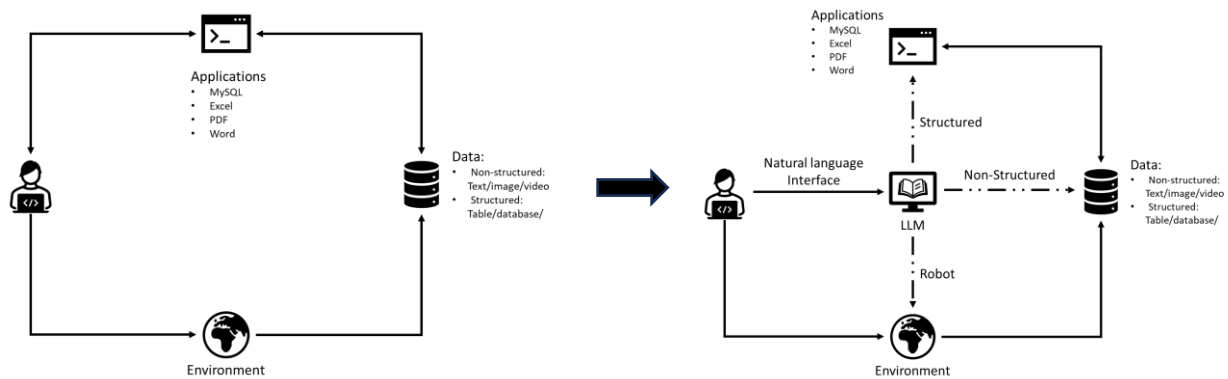 Applications
• MySQL
• Excel
• PDF
• Word
Data:
• Non-structured:
Text/image/video
• Structured:
Table/database/
Environment
Applications
• MySQL
• Excel
• PDF
• Word
Structured
Natural language
Interface
Non-Structured
LLM
Data:
• Non-structured:
Text/image/video
• Structured:
Table/database/
Robot
Environment